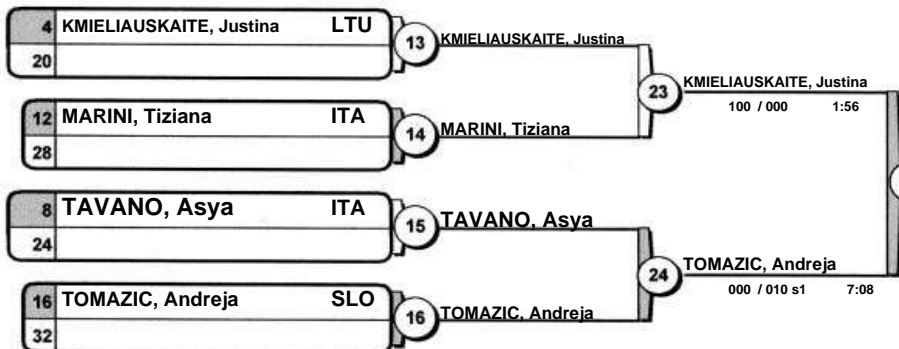 4 KMIELIAUSKAITE, Justina LTU
20
13 KMIELIAUSKAITE, Justina
12 MARINI, Tiziana ITA
28
14 MARINI, Tiziana
23 KMIELIAUSKAITE, Justina
100 / 000 1:56
8 TAVANO, Asya ITA
24
15 TAVANO, Asya
16 TOMAZIC, Andreja SLO
32
16 TOMAZIC, Andreja
24 TOMAZIC, Andreja
000 / 010 s1 7:08